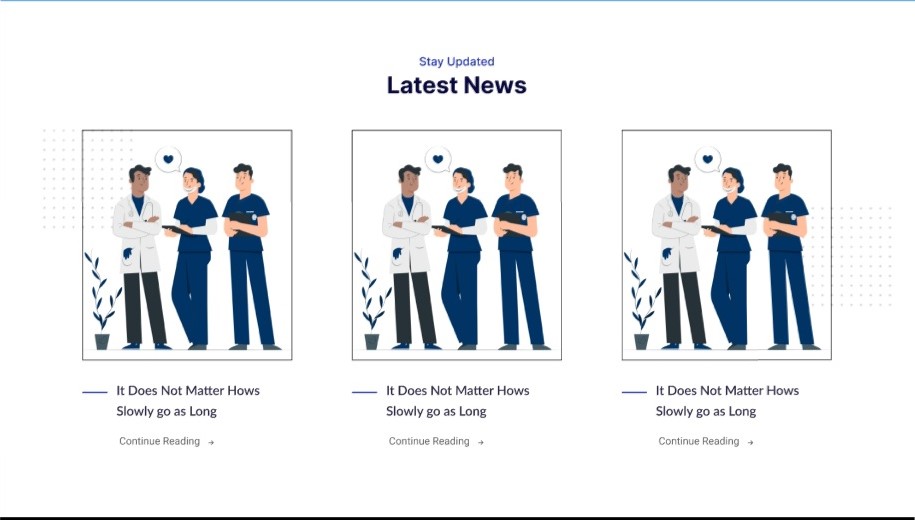 Stay Updated
Latest News
It Does Not Matter Hows
Slowly go as Long
Continue Reading →
It Does Not Matter Hows
Slowly go as Long
Continue Reading →
It Does Not Matter Hows
Slowly go as Long
Continue Reading →